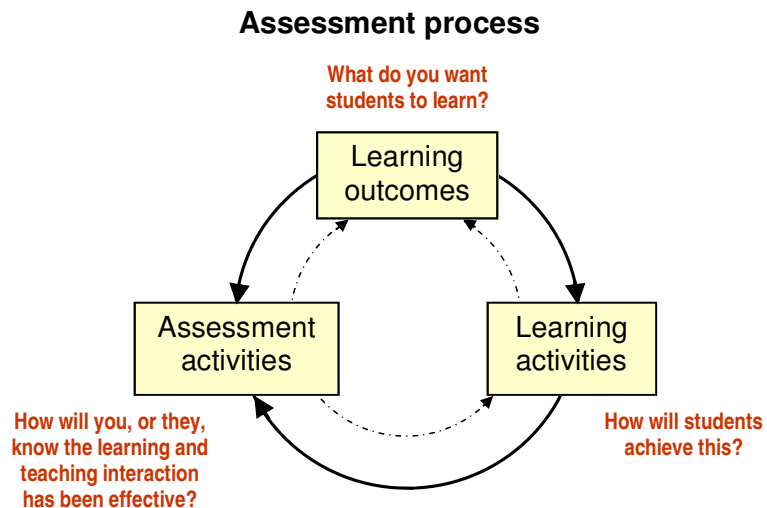 Assessment process
What do you want
students to learn?
Learning
outcomes
Assessment
activities
Learning
activities
How will you, or they,
know the learning and
teaching interaction
has been effective?
How will students
achieve this?